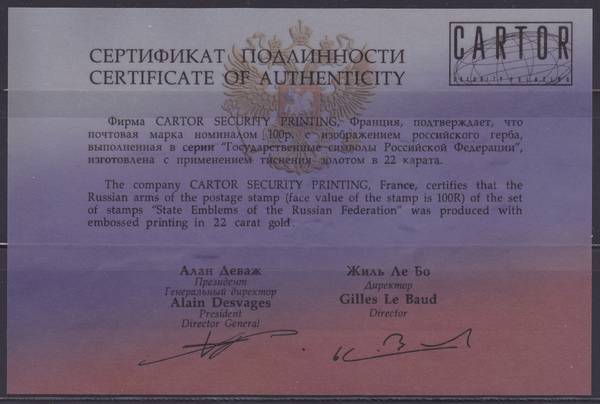 СЕРТИФИКАТ ПОДЛИННОСТИ
CERTIFICATE OF AUTHENTICITY
CARTOR
SECURITY PRINTING
Фирма CARTOR SECURITY PRINTING, Франция, подтверждает, что
почтовая марка номиналом 100р. с изображением российского герба,
выполненная в серии "Государственные символы Российской Федерации",
изготовлена с применением тиснения золотом в 22 карата.
The company CARTOR SECURITY PRINTING, France, certifies that the
Russian arms of the postage stamp (face value of the stamp is 100R) of the set
of stamps "State Emblems of the Russian Federation" was produced with
embossed printing in 22 carat gold.
Алан Деваж
Президент
Генеральный директор
Alain Desvages
President
Director General
Жиль Ле Бо
Директор
Gilles Le Baud
Director